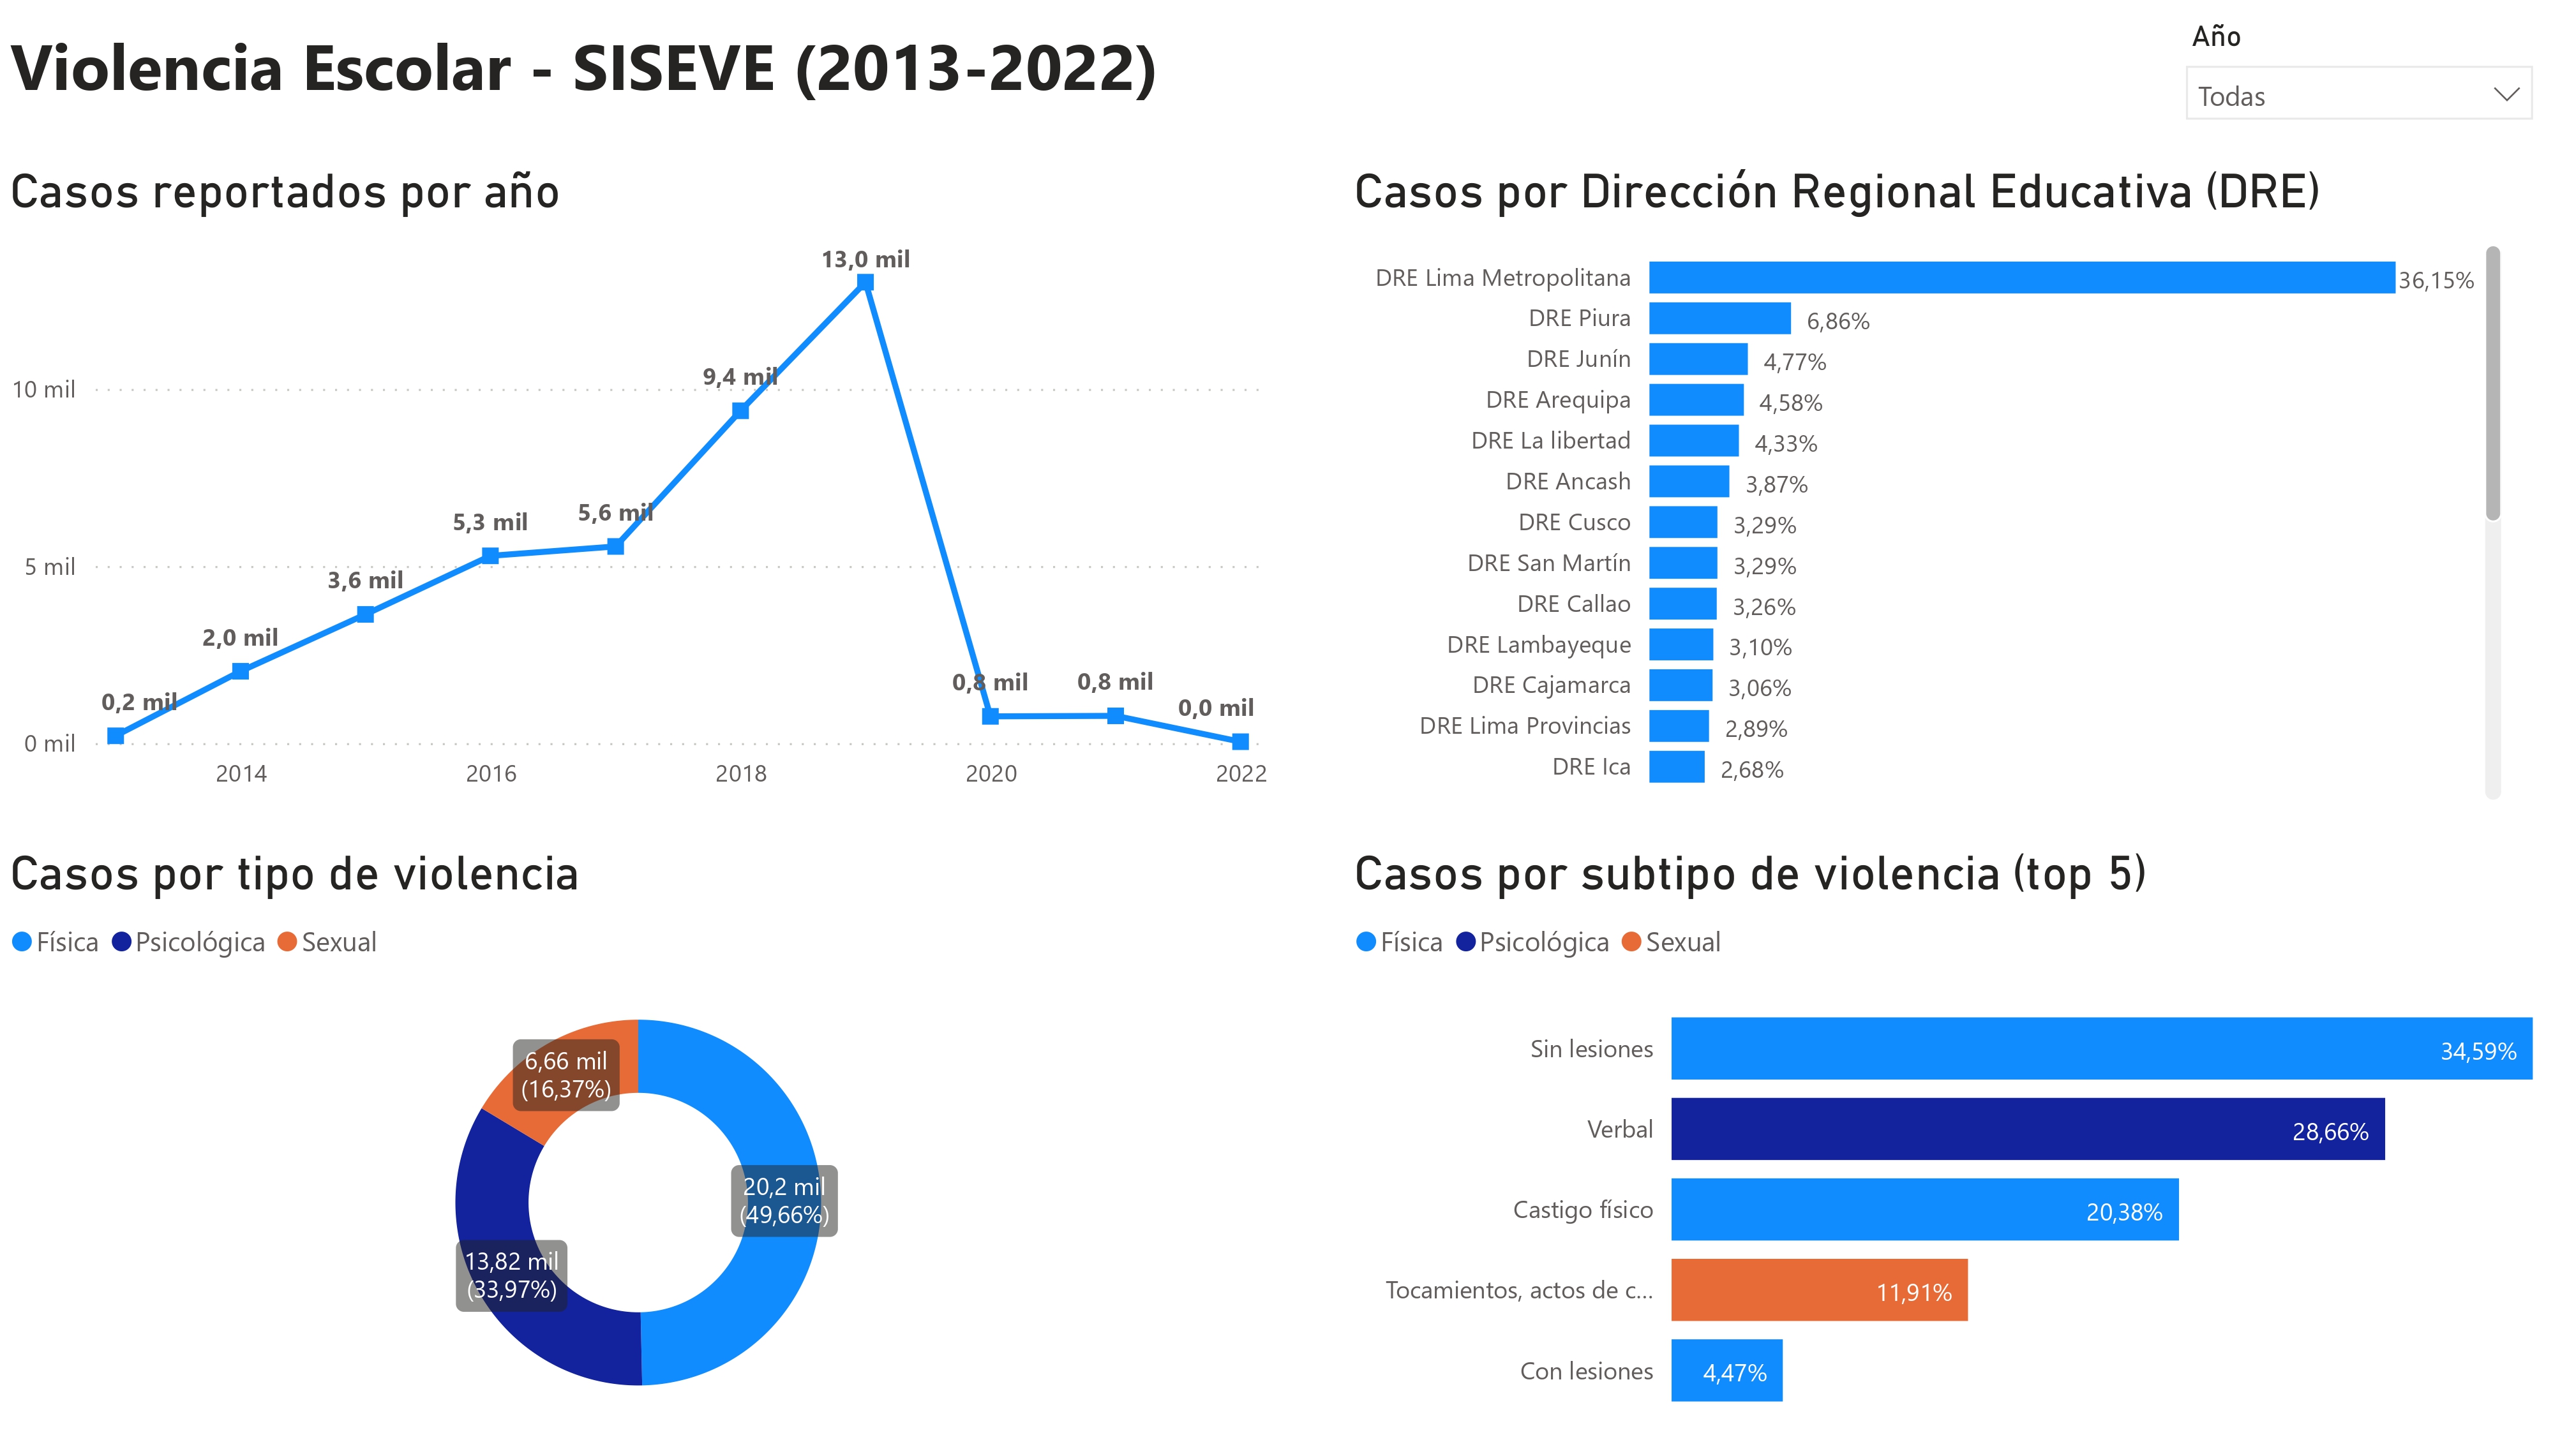 Violencia Escolar - SISEVE (2013-2022)
Año
Todas
Casos reportados por año
10 mil
5 mil
0 mil
0,2 mil
2,0 mil
3,6 mil
5,3 mil
5,6 mil
9,4 mil
13,0 mil
0,8 mil
0,8 mil
0,0 mil
2014
2016
2018
2020
2022
Casos por Dirección Regional Educativa (DRE)
DRE Lima Metropolitana 36,15%
DRE Piura 6,86%
DRE Junín 4,77%
DRE Arequipa 4,58%
DRE La libertad 4,33%
DRE Ancash 3,87%
DRE Cusco 3,29%
DRE San Martín 3,29%
DRE Callao 3,26%
DRE Lambayeque 3,10%
DRE Cajamarca 3,06%
DRE Lima Provincias 2,89%
DRE Ica 2,68%
Casos por tipo de violencia
Física Psicológica Sexual
6,66 mil
(16,37%)
20,2 mil
(49,66%)
13,82 mil
(33,97%)
Casos por subtipo de violencia (top 5)
Física Psicológica Sexual
Sin lesiones 34,59%
Verbal 28,66%
Castigo físico 20,38%
Tocamientos, actos de c... 11,91%
Con lesiones 4,47%